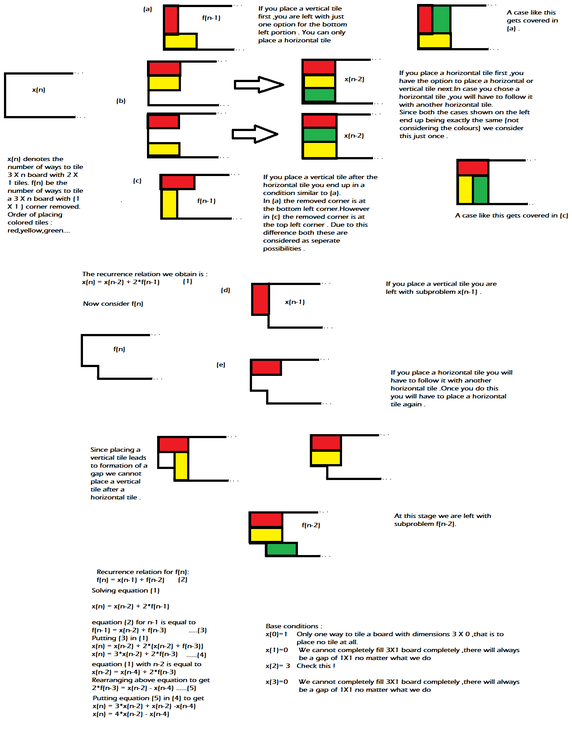 (a)
f(n-1)
If you place a vertical tile
first ,you are left with just
one option for the bottom
left portion . You can only
place a horizontal tile
A case like this
gets covered in
(a) .
x(n)
(b)
x(n-2)
x(n-2)
If you place a horizontal tile first ,you
have the option to place a horizontal or
vertical tile next.In case you chose a
horizontal tile ,you will have to follow it
with another horizontal tile.
Since both the cases shown on the left
end up being exactly the same (not
considering the colours) we consider
this just once .
x(n) denotes the
number of ways to tile
3 X n board with 2 X
1 tiles. f(n) be the
number of ways to tile
a 3 X n board with (1
X 1 ) corner removed.
Order of placing
colored tiles :
red,yellow,green....
(c)
f(n-1)
If you place a vertical tile after the
horizontal tile you end up in a
condition similar to (a).
In (a) the removed corner is at
the bottom left corner.However
in (c) the removed corner is at
the top left corner . Due to this
difference both these are
considered as seperate
possibilities .
A case like this gets covered in (c)
The recurrence relation we obtain is :
x(n) = x(n-2) + 2*f(n-1) (1)
Now consider f(n)
(d)
x(n-1)
If you place a vertical tile you are
left with subproblem x(n-1) .
f(n)
(e)
If you place a horizontal tile you will
have to follow it with another
horizontal tile .Once you do this
you will have to place a horizontal
tile again .
Since placing a
vertical tile leads
to formation of a
gap we cannot
place a vertical
tile after a
horizontal tile .
f(n-2)
At this stage we are left with
subproblem f(n-2).
Recurrence relation for f(n):
f(n) = x(n-1) + f(n-2) (2)
Solving equation (1)
x(n) = x(n-2) + 2*f(n-1)
equation (2) for n-1 is equal to
f(n-1) = x(n-2) + f(n-3) .....(3)
Putting (3) in (1)
x(n) = x(n-2) + 2*(x(n-2) + f(n-3))
x(n) = 3*x(n-2) + 2*f(n-3) .....(4)
equation (1) with n-2 is equal to
x(n-2) = x(n-4) + 2*f(n-3)
Rearranging above equation to get
2*f(n-3) = x(n-2) - x(n-4) ......(5)
Putting equation (5) in (4) to get
x(n) = 3*x(n-2) + x(n-2) -x(n-4)
x(n) = 4*x(n-2) - x(n-4)
Base conditions :
x(0)=1 Only one way to tile a board with dimensions 3 X 0 ,that is to
place no tile at all.
x(1)=0 We cannot completely fill 3X1 board completely ,there will always
be a gap of 1X1 no matter what we do
x(2)= 3 Check this !
x(3)=0 We cannot completely fill 3X1 board completely ,there will always
be a gap of 1X1 no matter what we do